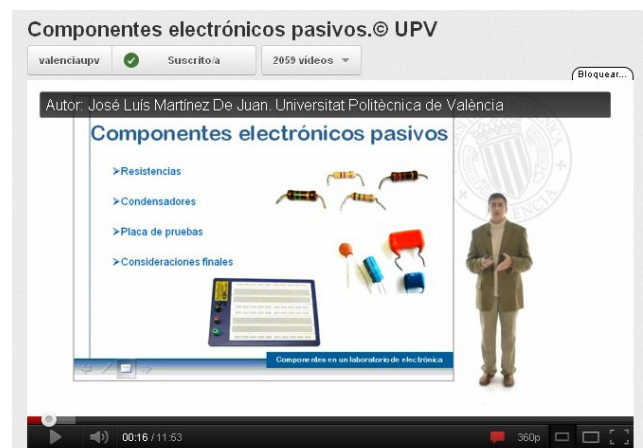 Componentes electrónicos pasivos.© UPV
valenciaupv
Suscrito/a
2059 vídeos
Bloquear...
Autor: José Luís Martínez De Juan. Universitat Politècnica de València
Componentes electrónicos pasivos
➢Resistencias
➢Condensadores
➢Placa de pruebas
➢Consideraciones finales
Componentes en un laboratorio de electrónica
00:16 / 11:53
360p